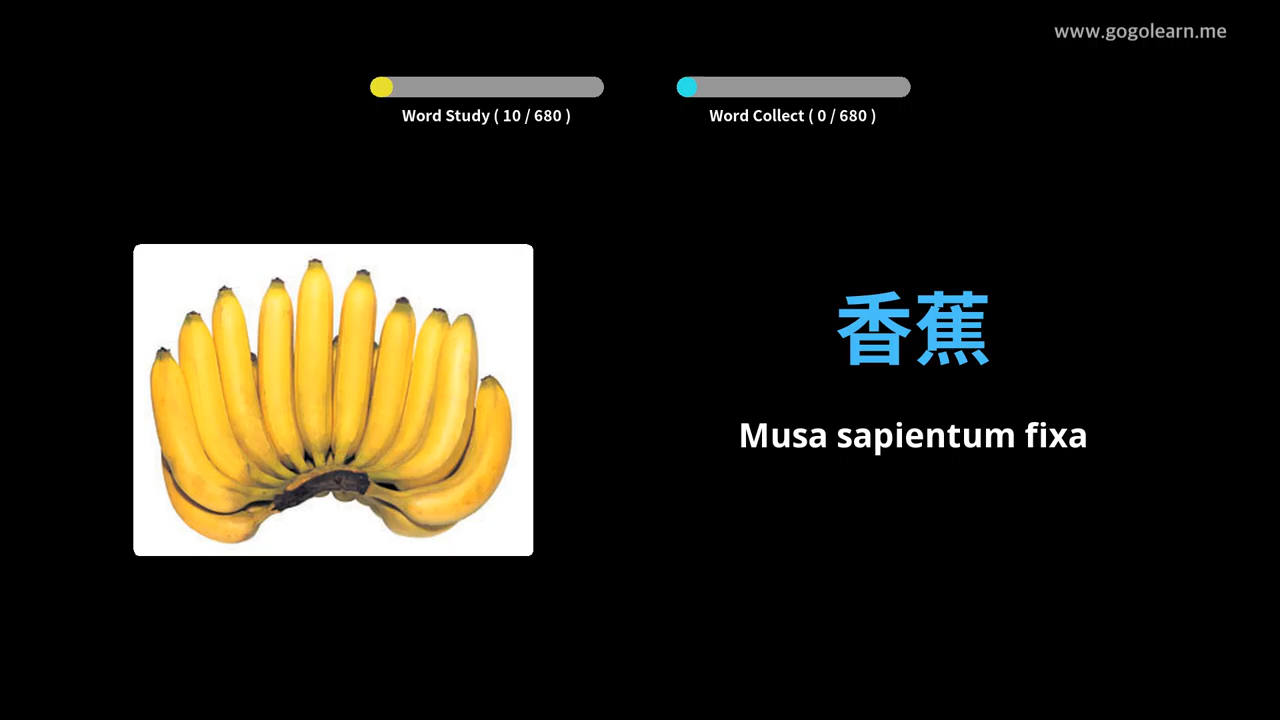 www.gogolearn.me
Word Study ( 10 / 680 )
Word Collect ( 0 / 680 )
香蕉
Musa sapientum fixa